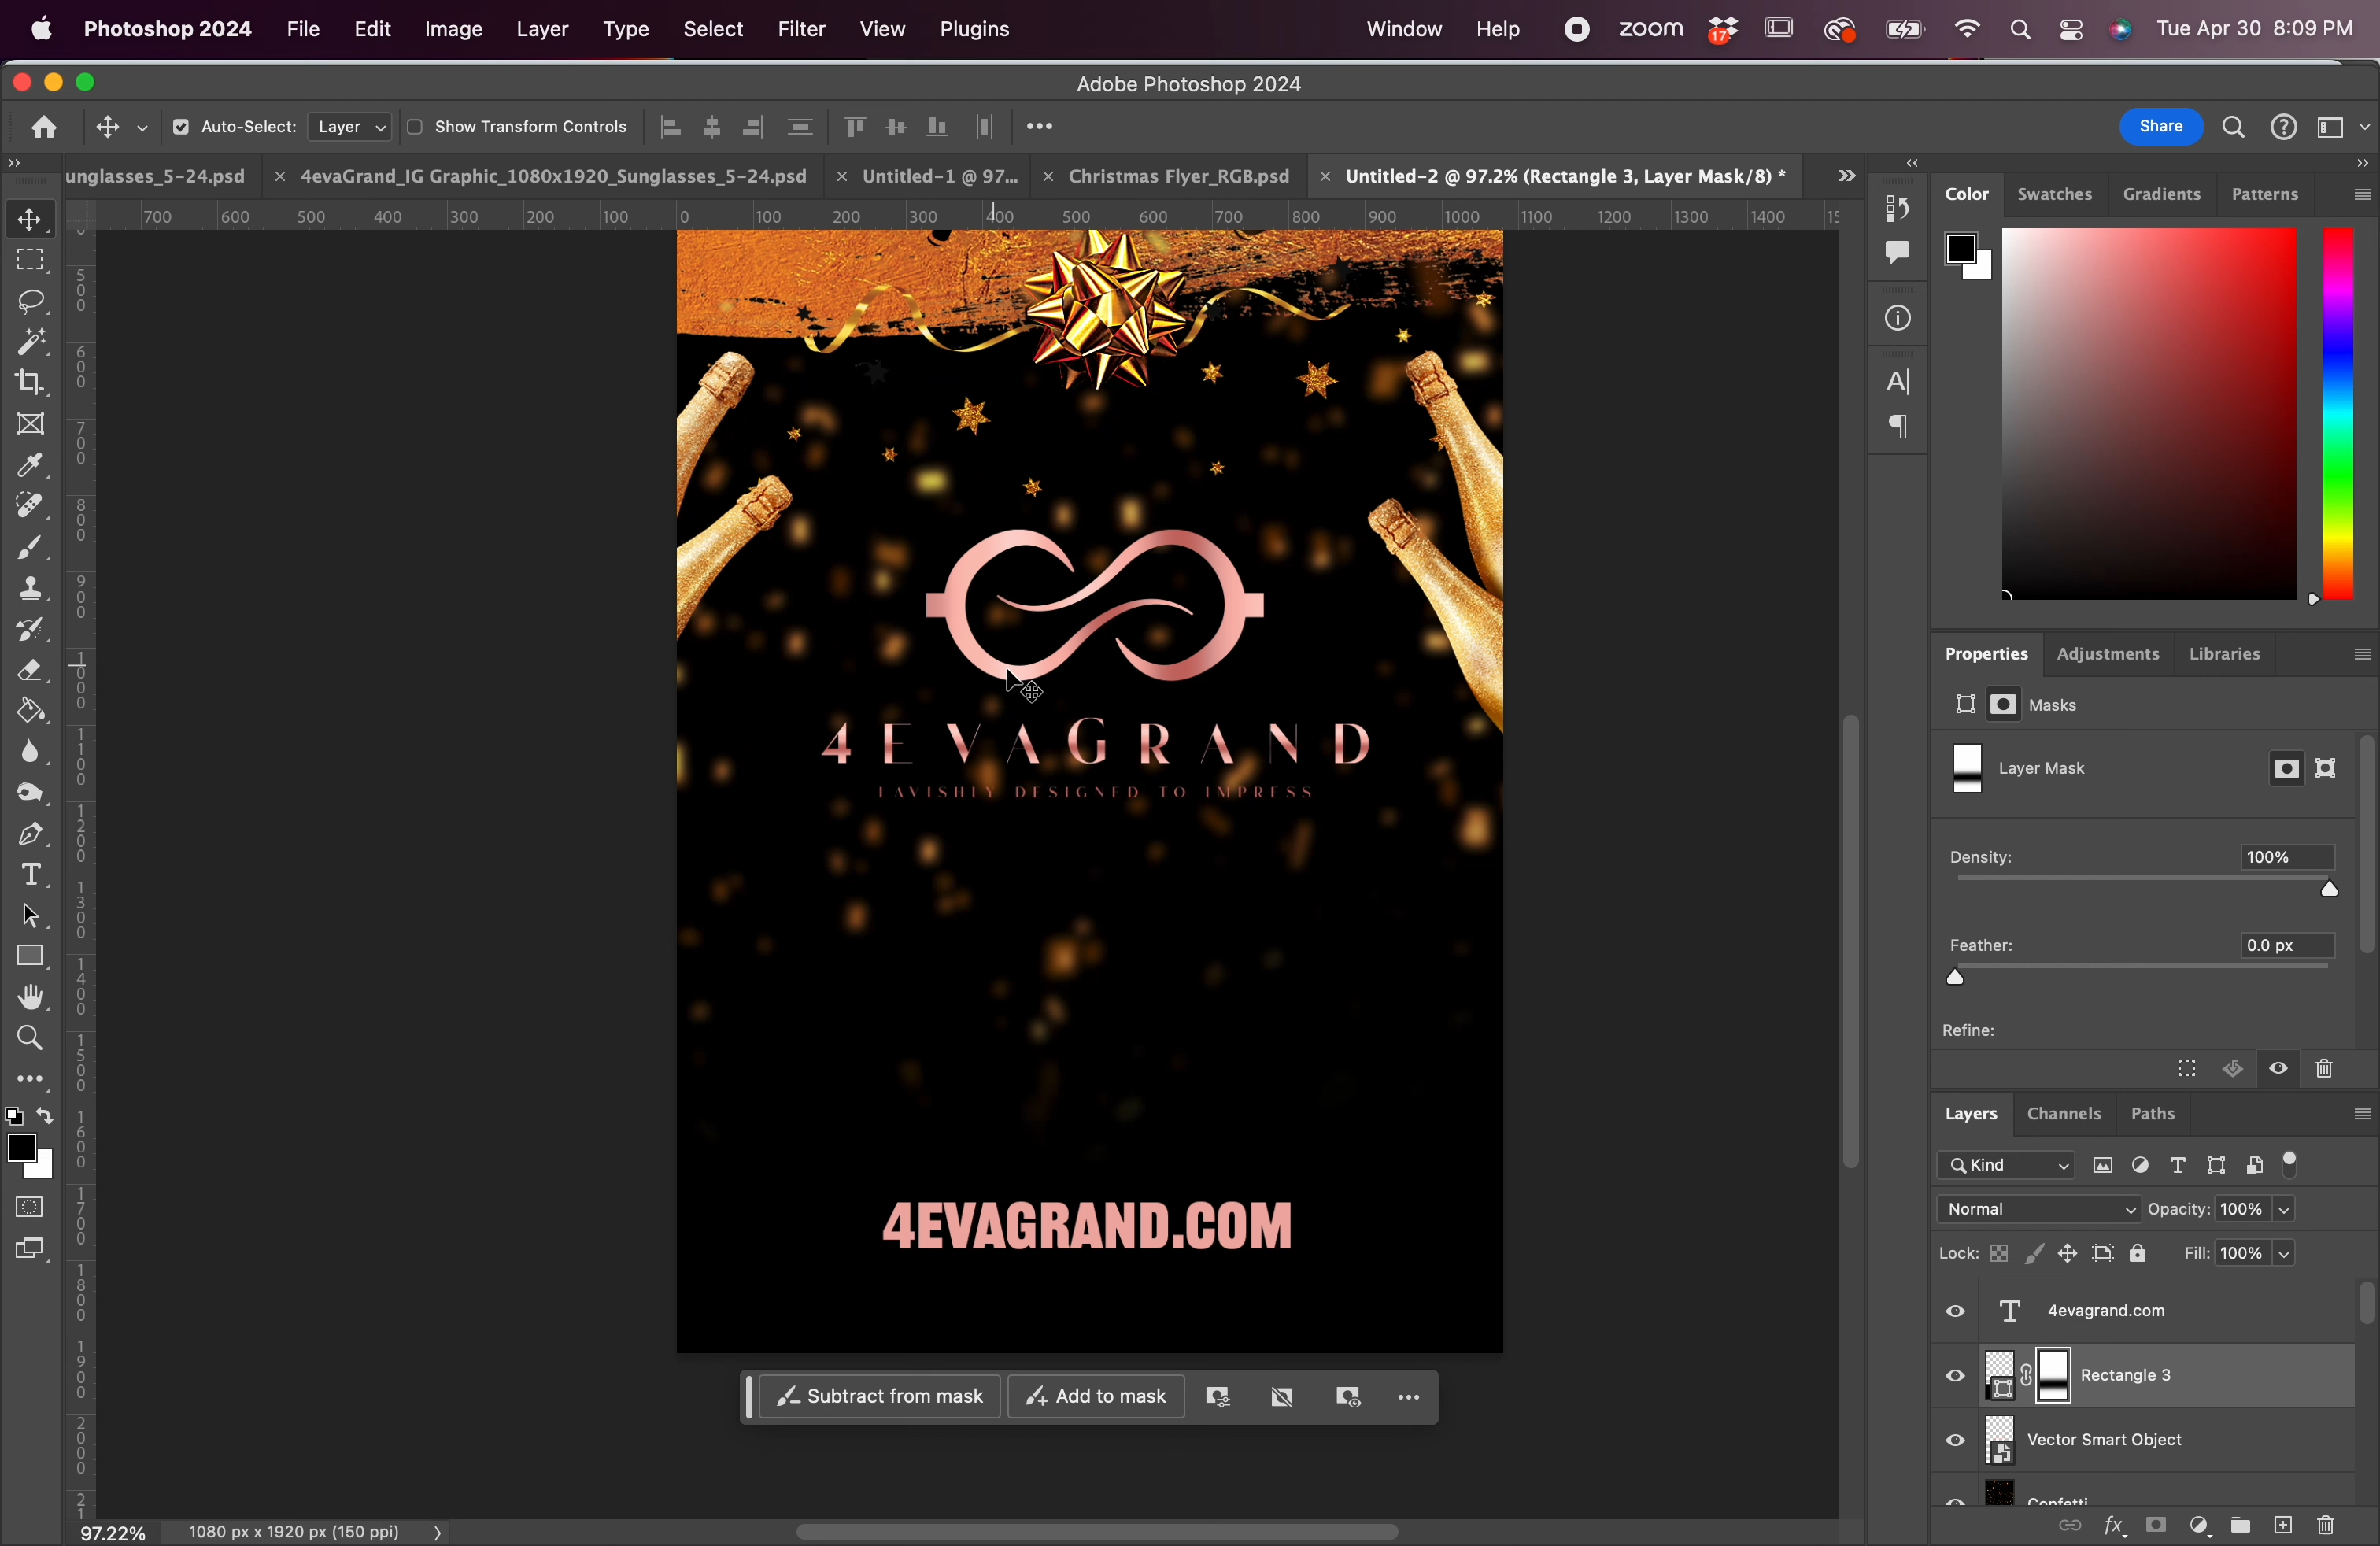 Photoshop 2024 File Edit Image Layer Type Select Filter View Plugins Window Help zoom 17 Tue Apr 30 8:09 PM
Adobe Photoshop 2024
Auto-Select: Layer Show Transform Controls Share
unglasses_5-24.psd × 4evaGrand_IG Graphic_1080x1920_Sunglasses_5-24.psd × Untitled-1 @ 97... × Christmas Flyer_RGB.psd × Untitled-2 @ 97.2% (Rectangle 3, Layer Mask/8) *
700 600 500 400 300 200 100 0 100 200 300 400 500 600 700 800 900 1000 1100 1200 1300 1400
500
600
700
800
900
1000
1100
1200
1300
1400
1500
1600
1700
1800
1900
2000
4EVAGRAND
LAVISHLY DESIGNED TO IMPRESS
4EVAGRAND.COM
Subtract from mask Add to mask
97.22% 1080 px x 1920 px (150 ppi)
Color Swatches Gradients Patterns
Properties Adjustments Libraries
Masks
Layer Mask
Density: 100%
Feather: 0.0 px
Refine:
Layers Channels Paths
Kind
Normal Opacity: 100%
Lock: Fill: 100%
4evagrand.com
Rectangle 3
Vector Smart Object
Confetti
fx